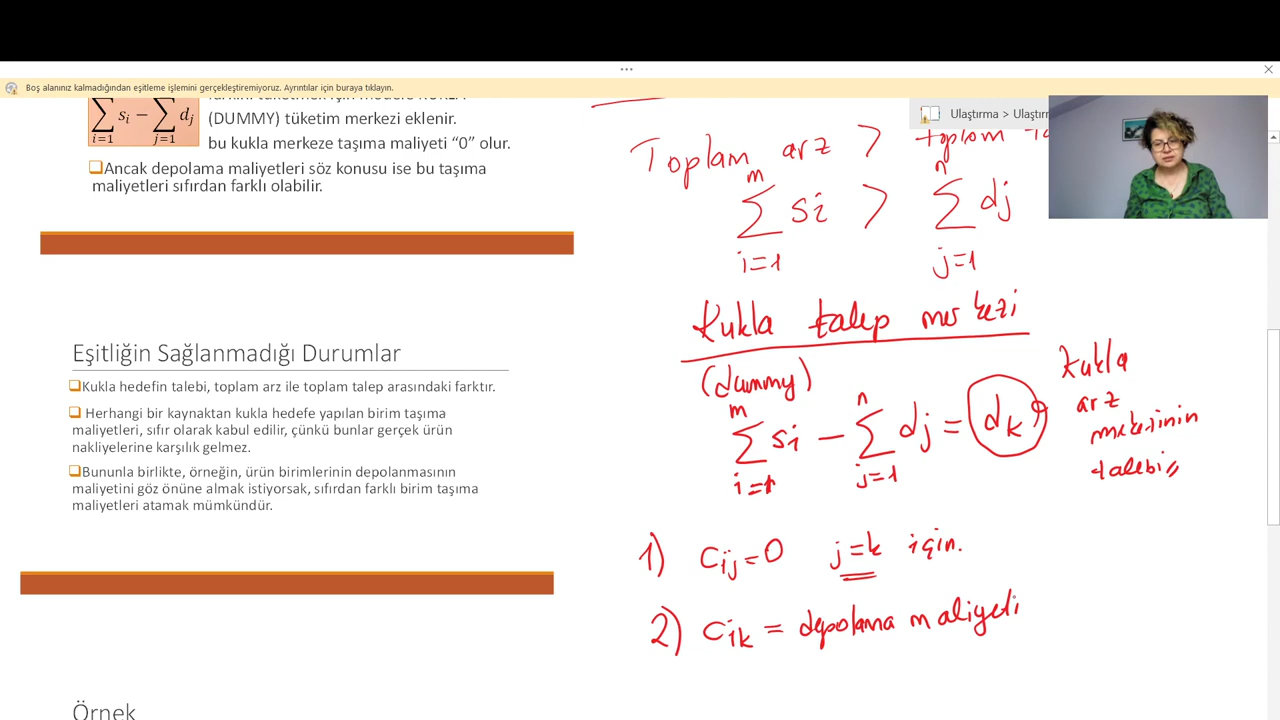 Boş alanınız kalmadığından eşitleme işlemini gerçekleştiremiyoruz. Ayrıntılar için buraya tıklayın.
∑ si − ∑ dj
i=1 j=1
(DUMMY) tüketim merkezi eklenir.
bu kukla merkeze taşıma maliyeti “0” olur.
Ancak depolama maliyetleri söz konusu ise bu taşıma
maliyetleri sıfırdan farklı olabilir.
Eşitliğin Sağlanmadığı Durumlar
Kukla hedefin talebi, toplam arz ile toplam talep arasındaki farktır.
Herhangi bir kaynaktan kukla hedefe yapılan birim taşıma
maliyetleri, sıfır olarak kabul edilir, çünkü bunlar gerçek ürün
nakliyelerine karşılık gelmez.
Bununla birlikte, örneğin, ürün birimlerinin depolanmasının
maliyetini göz önüne almak istiyorsak, sıfırdan farklı birim taşıma
maliyetleri atamak mümkündür.
Örnek
Ulaştırma > Ulaştırm
Toplam arz > toplam
m n
∑ si > ∑ dj
i=1 j=1
Kukla talep merkezi
(dummy)
m n
∑ si − ∑ dj = dk
i=1 j=1
Kukla
arz
merkezinin
talebi
1) cij=0 j=k için.
2) cik = depolama maliyeti